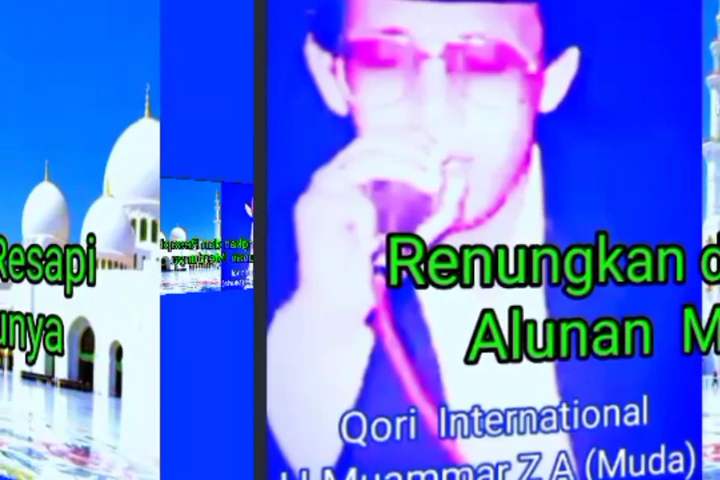 Resapi
unya
Renungkan d
Alunan M
Qori International
H Muammar Z A (Muda)